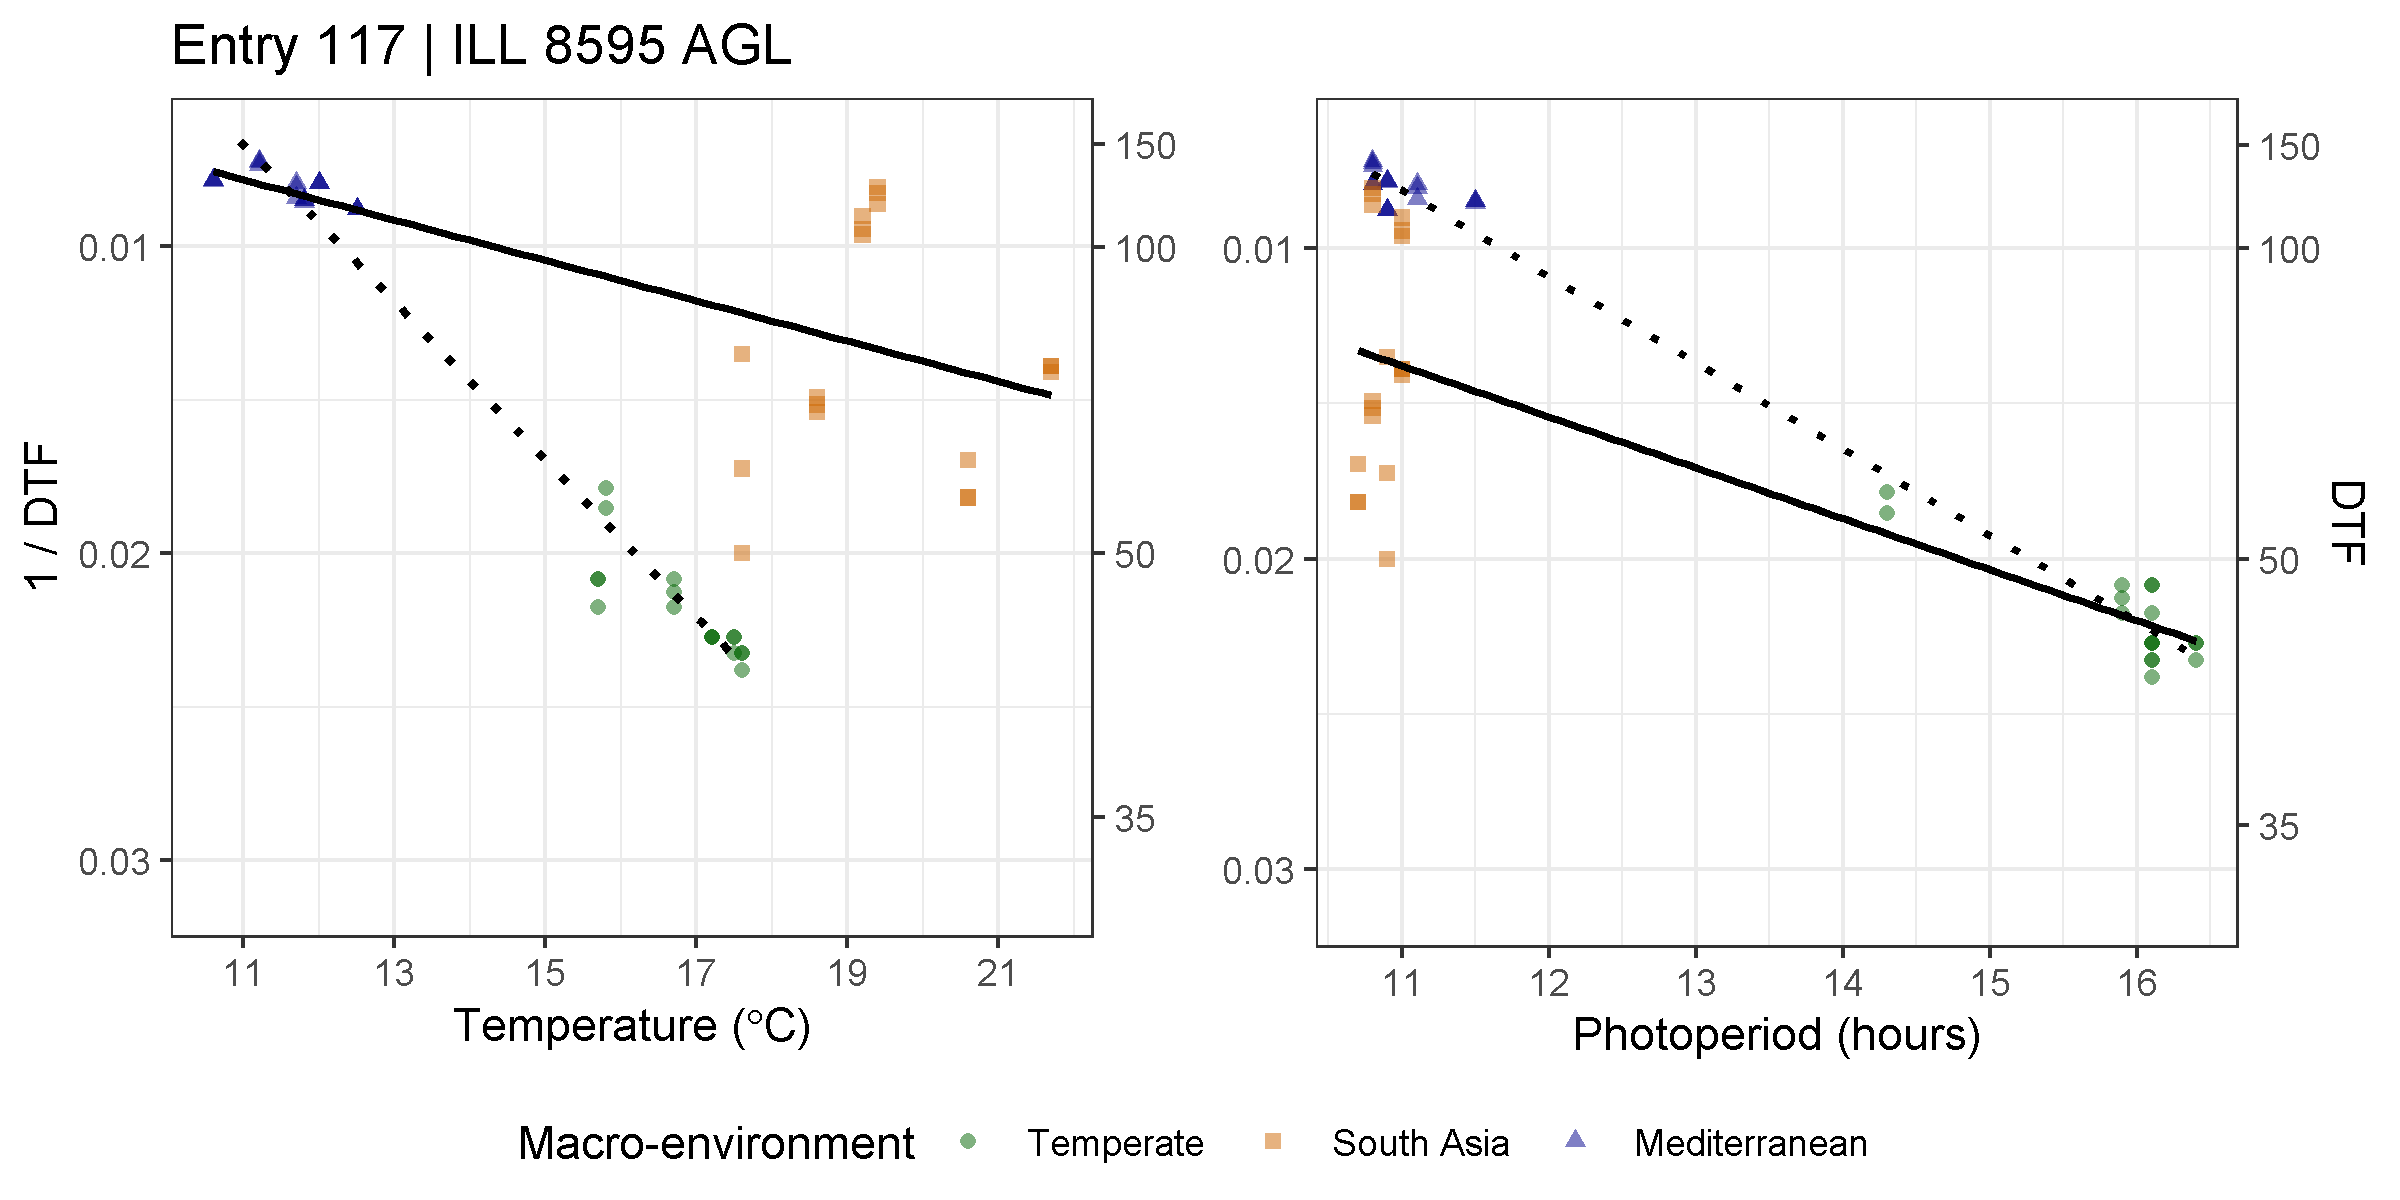 Entry 117 | ILL 8595 AGL
1 / DTF
0.01
0.02
0.03
150
100
50
35
11 13 15 17 19 21
Temperature (°C)
0.01
0.02
0.03
150
100
50
35
DTF
11 12 13 14 15 16
Photoperiod (hours)
Macro-environment Temperate South Asia Mediterranean